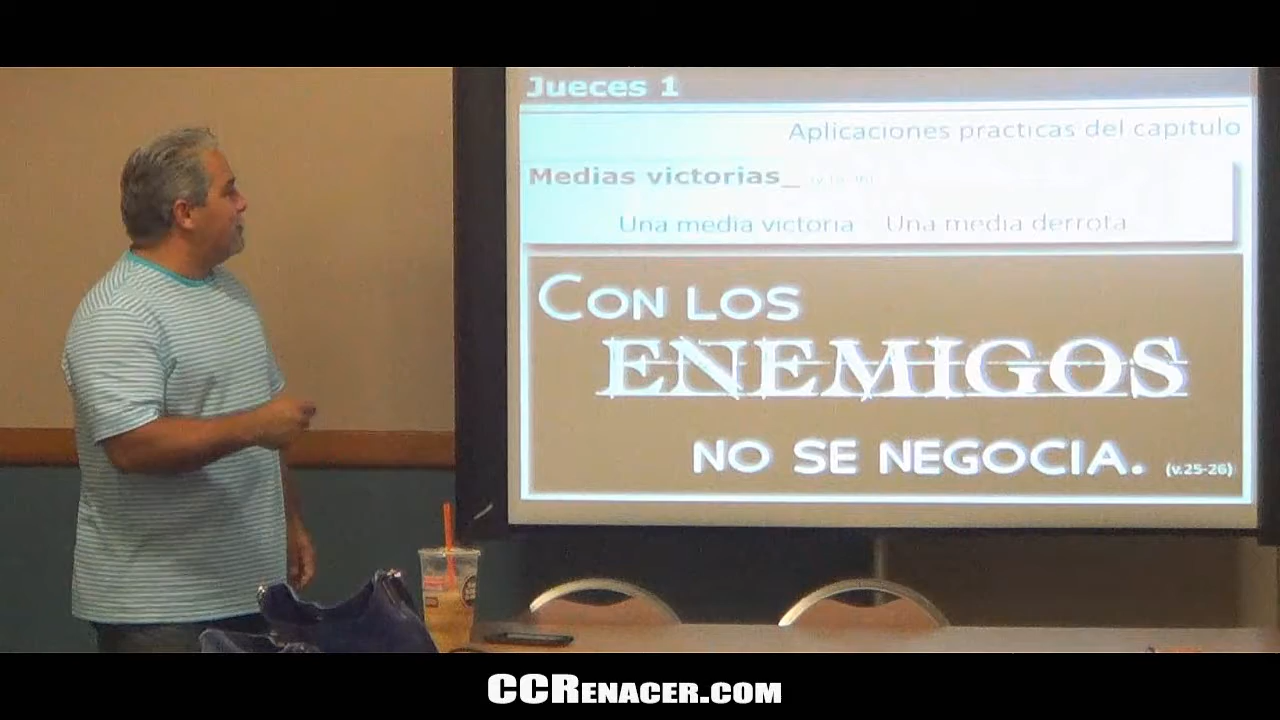 Jueces 1
Aplicaciones practicas del capitulo
Medias victorias_
Una media victoria Una media derrota
CON LOS
ENEMIGOS
NO SE NEGOCIA. (v.25-26)
CCRENACER.COM